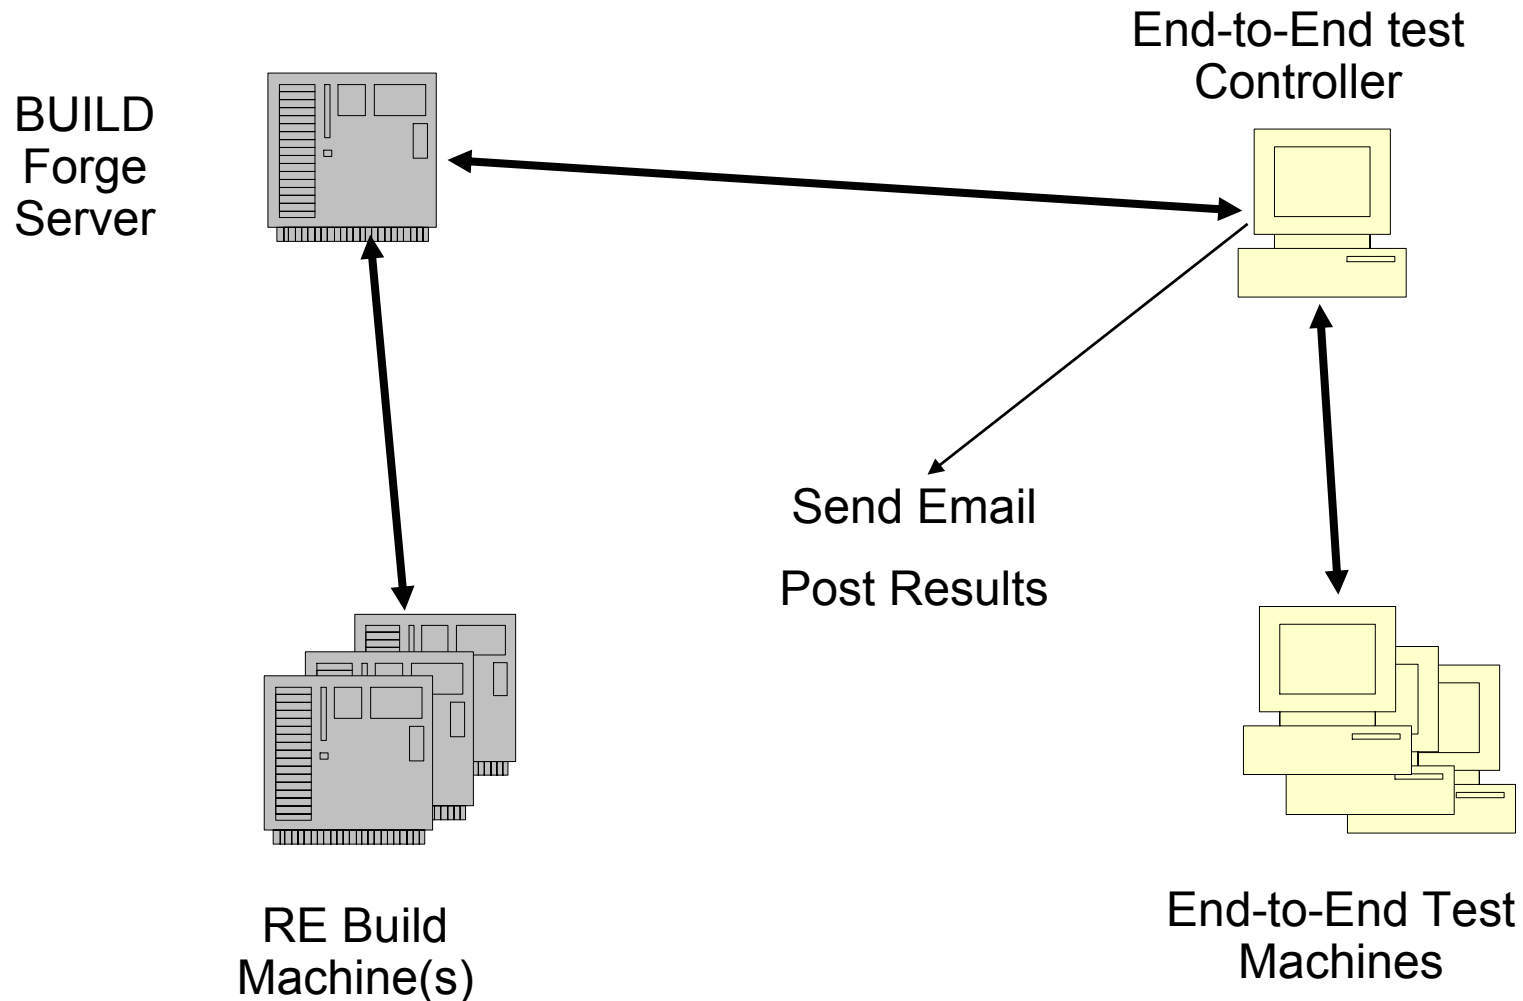 End-to-End test
Controller
BUILD
Forge
Server
Send Email
Post Results
RE Build
Machine(s)
End-to-End Test
Machines